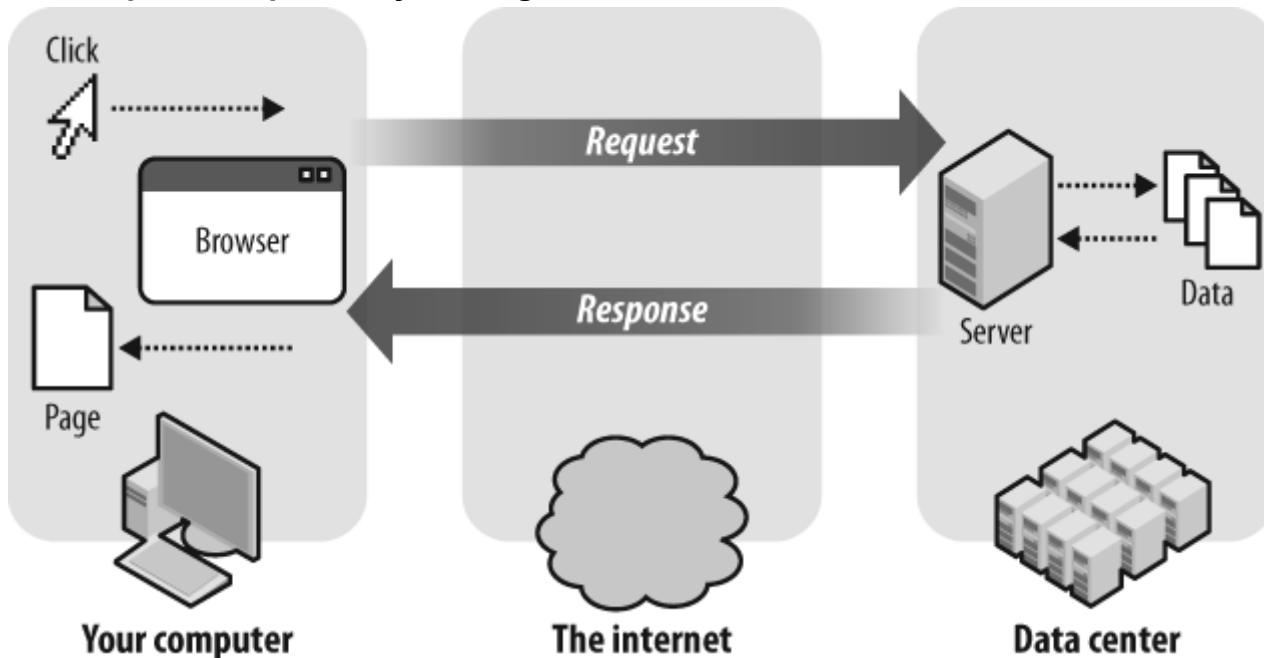 Click
Request
Browser
Data
Response
Server
Page
Your computer
The internet
Data center